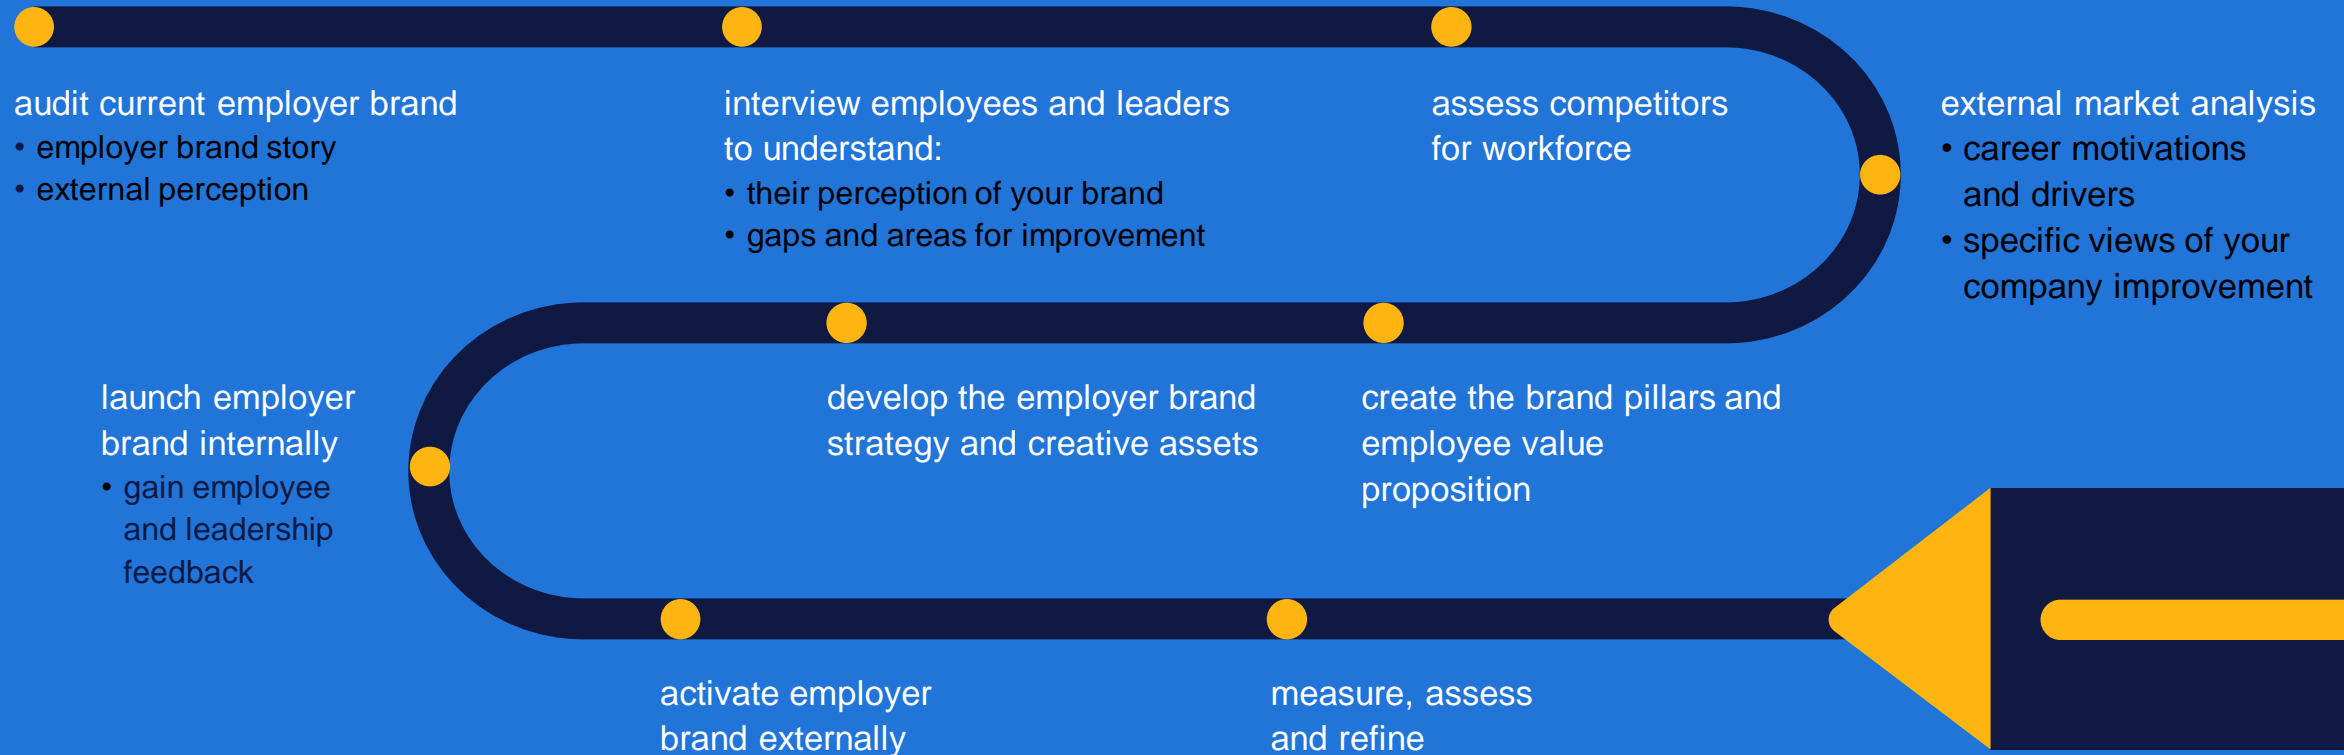 audit current employer brand
• employer brand story
• external perception
interview employees and leaders
to understand:
• their perception of your brand
• gaps and areas for improvement
assess competitors
for workforce
external market analysis
• career motivations
and drivers
• specific views of your
company improvement
create the brand pillars and
employee value
proposition
develop the employer brand
strategy and creative assets
launch employer
brand internally
• gain employee
and leadership
feedback
activate employer
brand externally
measure, assess
and refine